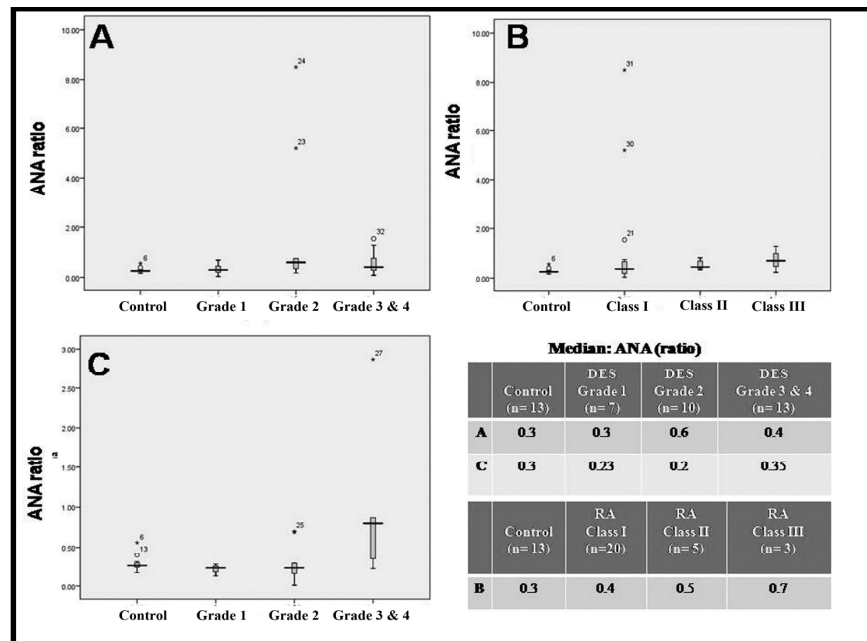 A
ANA ratio
10.00
8.00
6.00
4.00
2.00
0.00
24
23
32
6
Control Grade 1 Grade 2 Grade 3 & 4
B
ANA ratio
10.00
8.00
6.00
4.00
2.00
0.00
31
30
21
6
Control Class I Class II Class III
C
ANA ratio
3.00
2.50
2.00
1.50
1.00
0.50
0.00
27
6
13
25
Control Grade 1 Grade 2 Grade 3 & 4
Median: ANA (ratio)
DES DES DES
Control Grade 1 Grade 2 Grade 3 & 4
(n= 13) (n= 7) (n= 10) (n= 13)
A 0.3 0.3 0.6 0.4
C 0.3 0.23 0.2 0.35
RA RA RA
Control Class I Class II Class III
(n= 13) (n=20) (n= 5) (n= 3)
B 0.3 0.4 0.5 0.7